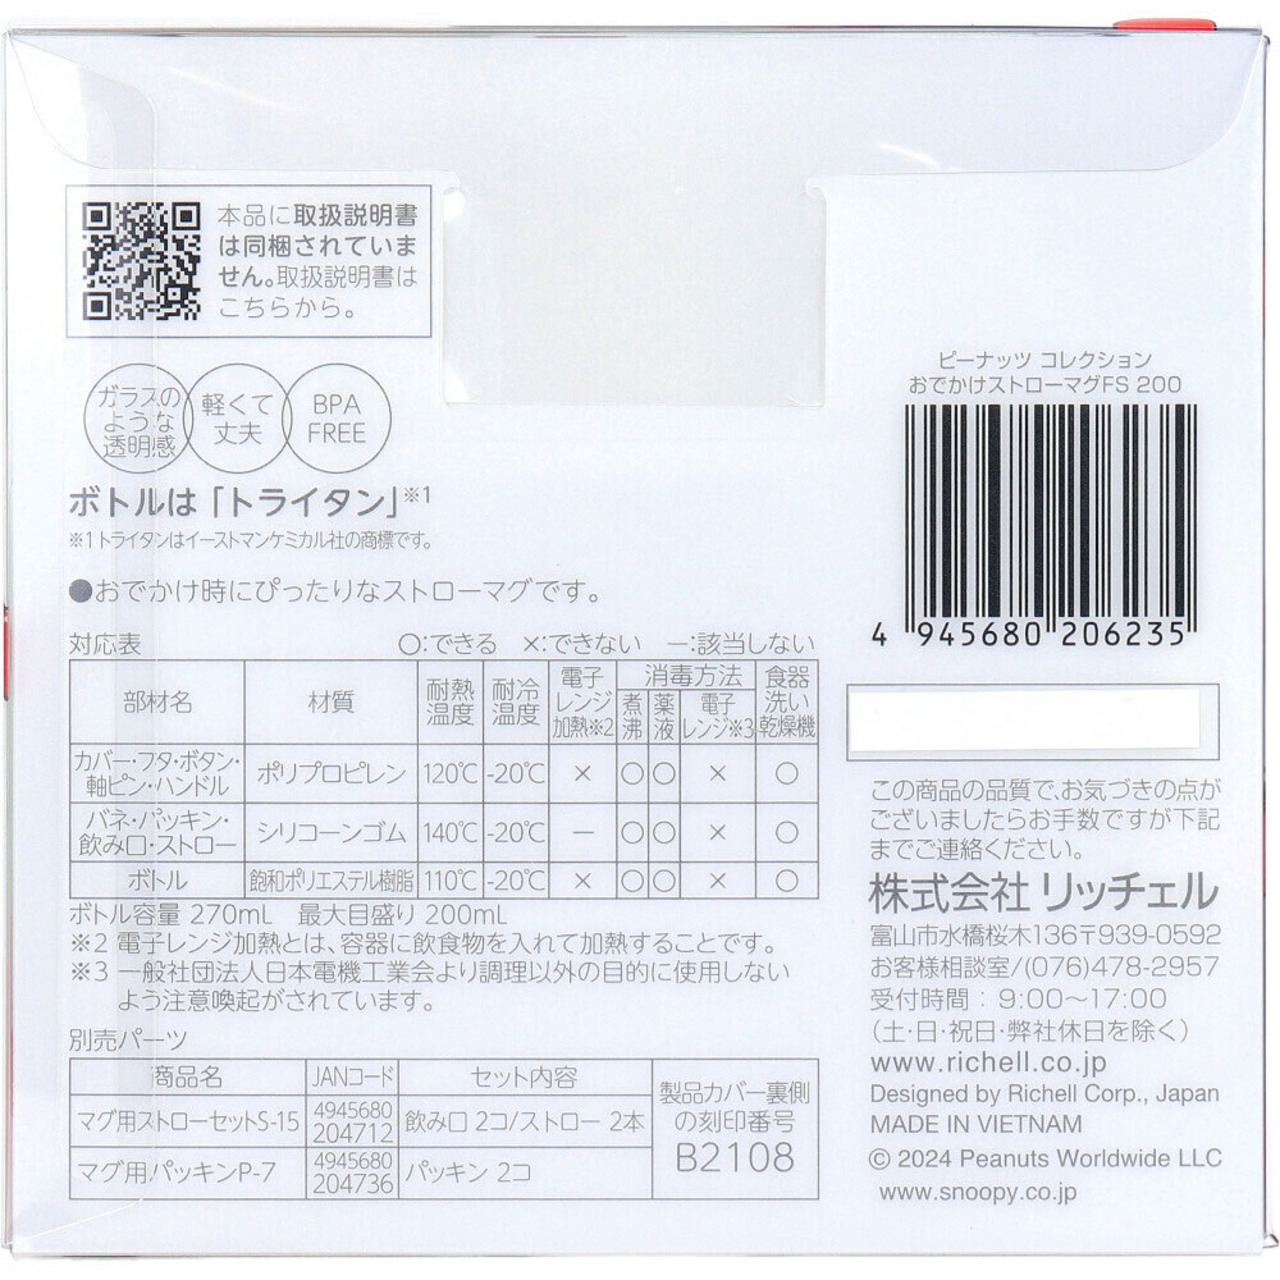 本品に取扱説明書
は同梱されていま
せん。取扱説明書は
こちらから。
ガラスの
ような
透明感
軽くて
丈夫
BPA
FREE
ボトルは「トライタン」※1
※1トライタンはイーストマンケミカル社の商標です。
●おでかけ時にぴったりなストローマグです。
対応表 ○:できる ×:できない －:該当しない
部材名 材質 耐熱温度 耐冷温度 電子レンジ加熱※2 消毒方法 煮沸 薬液 電子レンジ※3 食器洗い乾燥機
カバー・フタ・ボタン・軸ピン・ハンドル ポリプロピレン 120℃ -20℃ × ○ ○ × ○
バネ・パッキン・飲み口・ストロー シリコーンゴム 140℃ -20℃ － ○ ○ × ○
ボトル 飽和ポリエステル樹脂 110℃ -20℃ × ○ ○ × ○
ボトル容量 270mL 最大目盛り 200mL
※2 電子レンジ加熱とは、容器に飲食物を入れて加熱することです。
※3 一般社団法人日本電機工業会より調理以外の目的に使用しない
よう注意喚起がされています。
別売パーツ
商品名 JANコード セット内容
マグ用ストローセットS-15 4945680204712 飲み口 2コ/ストロー 2本
マグ用パッキンP-7 4945680204736 パッキン 2コ
製品カバー裏側
の刻印番号
B2108
ピーナッツ コレクション
おでかけストローマグFS 200
4 945680 206235
この商品の品質で、お気づきの点が
ございましたらお手数ですが下記
までご連絡ください。
株式会社 リッチェル
富山市水橋桜木136〒939-0592
お客様相談室/(076)478-2957
受付時間：9:00〜17:00
(土・日・祝日・弊社休日を除く)
www.richell.co.jp
Designed by Richell Corp., Japan
MADE IN VIETNAM
© 2024 Peanuts Worldwide LLC
www.snoopy.co.jp